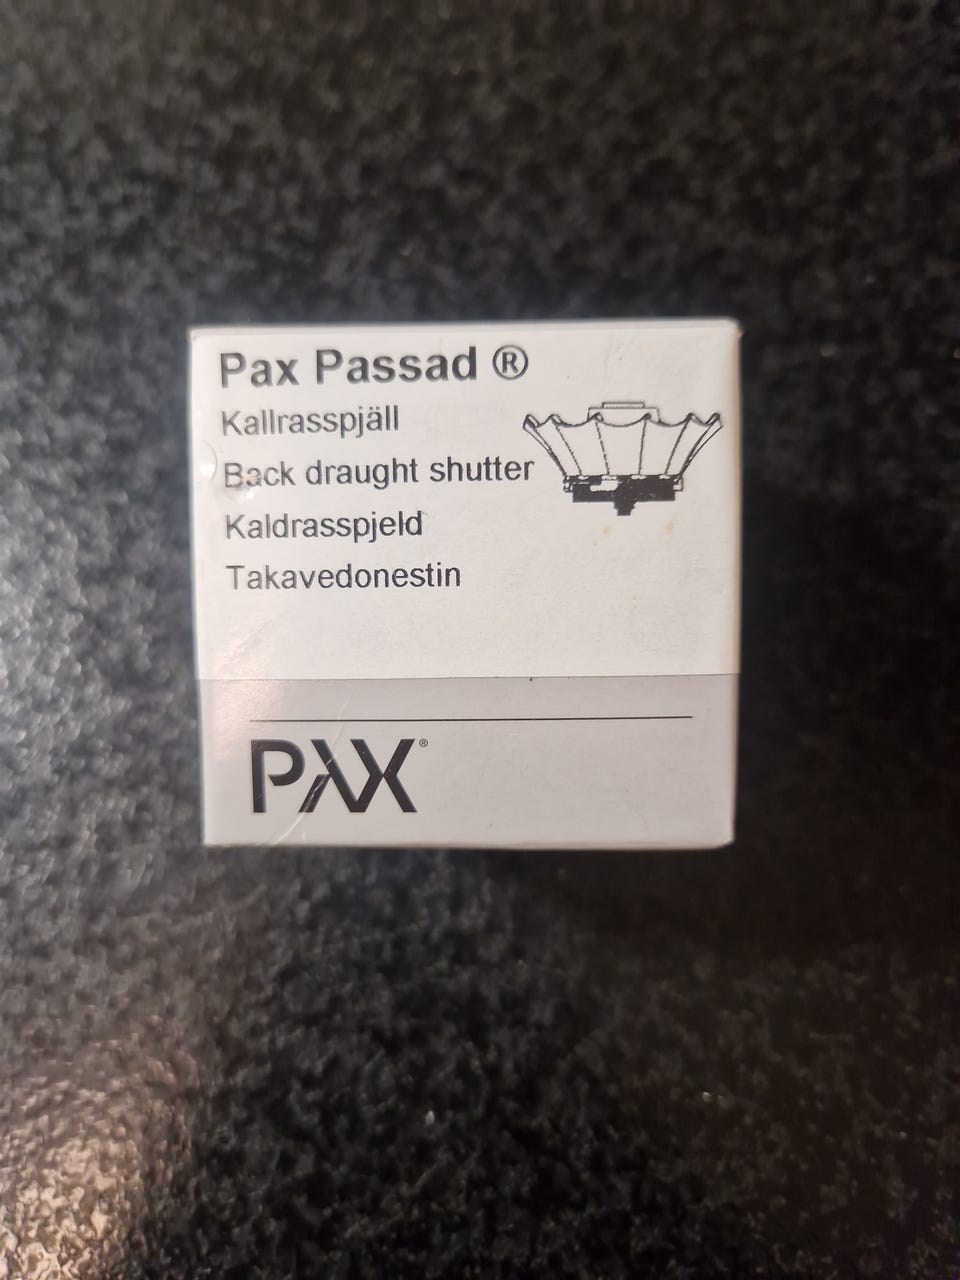 Pax Passad ®
Kallrasspjäll
Back draught shutter
Kaldrasspjeld
Takavedonestin
PAX®